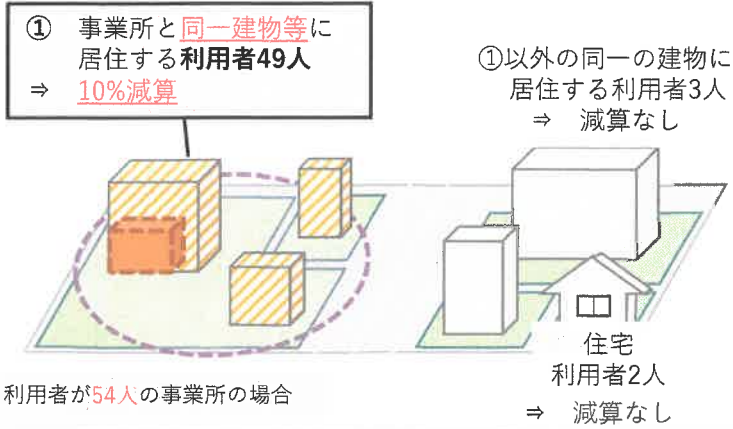 ① 事業所と同一建物等に
居住する利用者49人
⇒ 10%減算
①以外の同一の建物に
居住する利用者3人
⇒ 減算なし
住宅
利用者2人
⇒ 減算なし
利用者が54人の事業所の場合